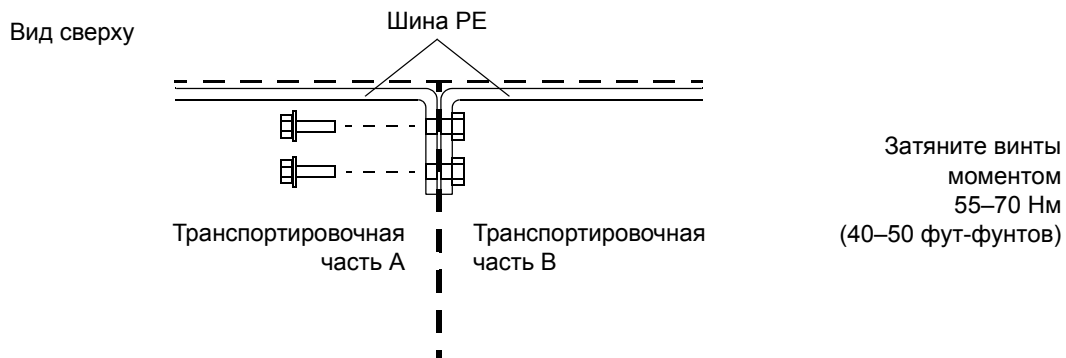 Вид сверху
Шина PE
Затяните винты
моментом
55–70 Нм
(40–50 фут-фунтов)
Транспортировочная
часть A
Транспортировочная
часть B